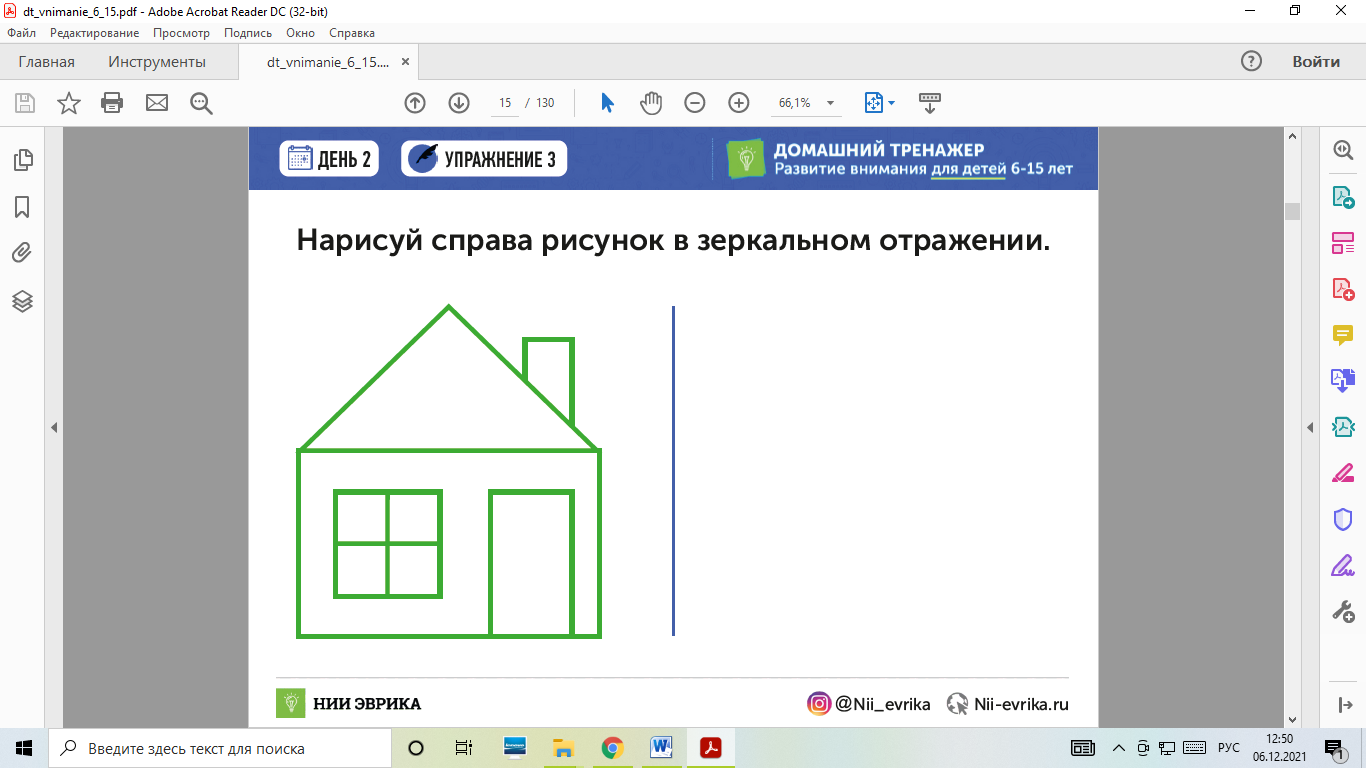 dt_vnimanie_6_15.pdf - Adobe Acrobat Reader DC (32-bit)
Файл Редактирование Просмотр Подпись Окно Справка
Главная Инструменты dt_vnimanie_6_15.... × Войти
15 / 130 66,1%
ДЕНЬ 2 УПРАЖНЕНИЕ 3 ДОМАШНИЙ ТРЕНАЖЕР
Развитие внимания для детей 6-15 лет
Нарисуй справа рисунок в зеркальном отражении.
НИИ ЭВРИКА @Nii_evrika Nii-evrika.ru
Введите здесь текст для поиска РУС 12:50
06.12.2021 1